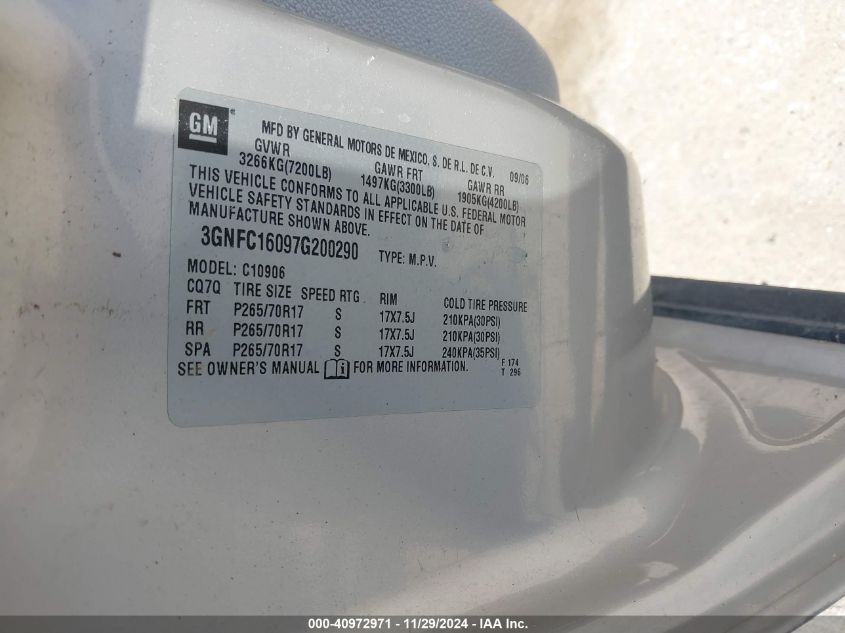 GM
MFD BY GENERAL MOTORS DE MEXICO, S. DE R.L. DE C.V. 09/06
GVWR GAWR FRT GAWR RR
3266KG(7200LB) 1497KG(3300LB) 1905KG(4200LB)
THIS VEHICLE CONFORMS TO ALL APPLICABLE U.S. FEDERAL MOTOR
VEHICLE SAFETY STANDARDS IN EFFECT ON THE DATE OF
MANUFACTURE SHOWN ABOVE.
3GNFC16097G200290 TYPE: M.P.V.
MODEL: C10906
CQ7Q TIRE SIZE SPEED RTG RIM COLD TIRE PRESSURE
FRT P265/70R17 S 17X7.5J 210KPA(30PSI)
RR P265/70R17 S 17X7.5J 210KPA(30PSI)
SPA P265/70R17 S 17X7.5J 240KPA(35PSI)
SEE OWNER'S MANUAL FOR MORE INFORMATION. F 174
T 296
000-40972971 - 11/29/2024 - IAA Inc.